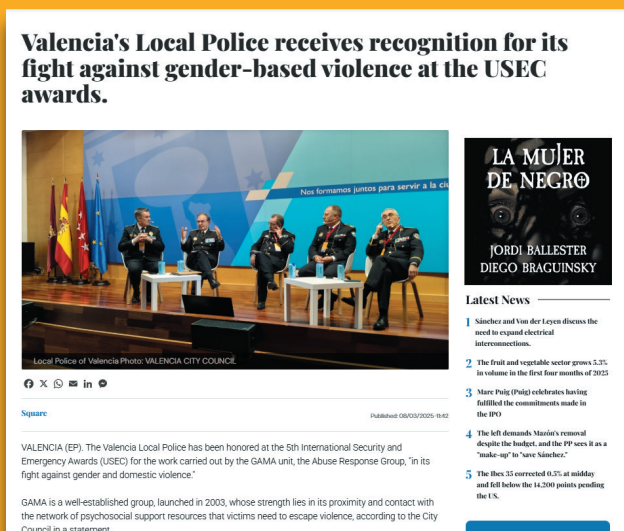 Valencia's Local Police receives recognition for its
fight against gender-based violence at the USEC
awards.
Nos formamos juntos para servir a la ciu
Local Police of Valencia Photo: VALENCIA CITY COUNCIL
Square
Published: 08/03/2025·11:42
VALENCIA (EP). The Valencia Local Police has been honored at the 5th International Security and
Emergency Awards (USEC) for the work carried out by the GAMA unit, the Abuse Response Group, "in its
fight against gender and domestic violence."
GAMA is a well-established group, launched in 2003, whose strength lies in its proximity and contact with
the network of psychosocial support resources that victims need to escape violence, according to the City
Council in a statement.
LA MUJER
DE NEGRO
JORDI BALLESTER
DIEGO BRAGUINSKY
Latest News
1 Sánchez and Von der Leyen discuss the
need to expand electrical
interconnections.
2 The fruit and vegetable sector grows 5.3%
in volume in the first four months of 2025
3 Marc Puig (Puig) celebrates having
fulfilled the commitments made in
the IPO
4 The left demands Mazón's removal
despite the budget, and the PP sees it as a
"make-up" to "save Sánchez."
5 The Ibex 35 corrected 0.5% at midday
and fell below the 14,200 points pending
the US.